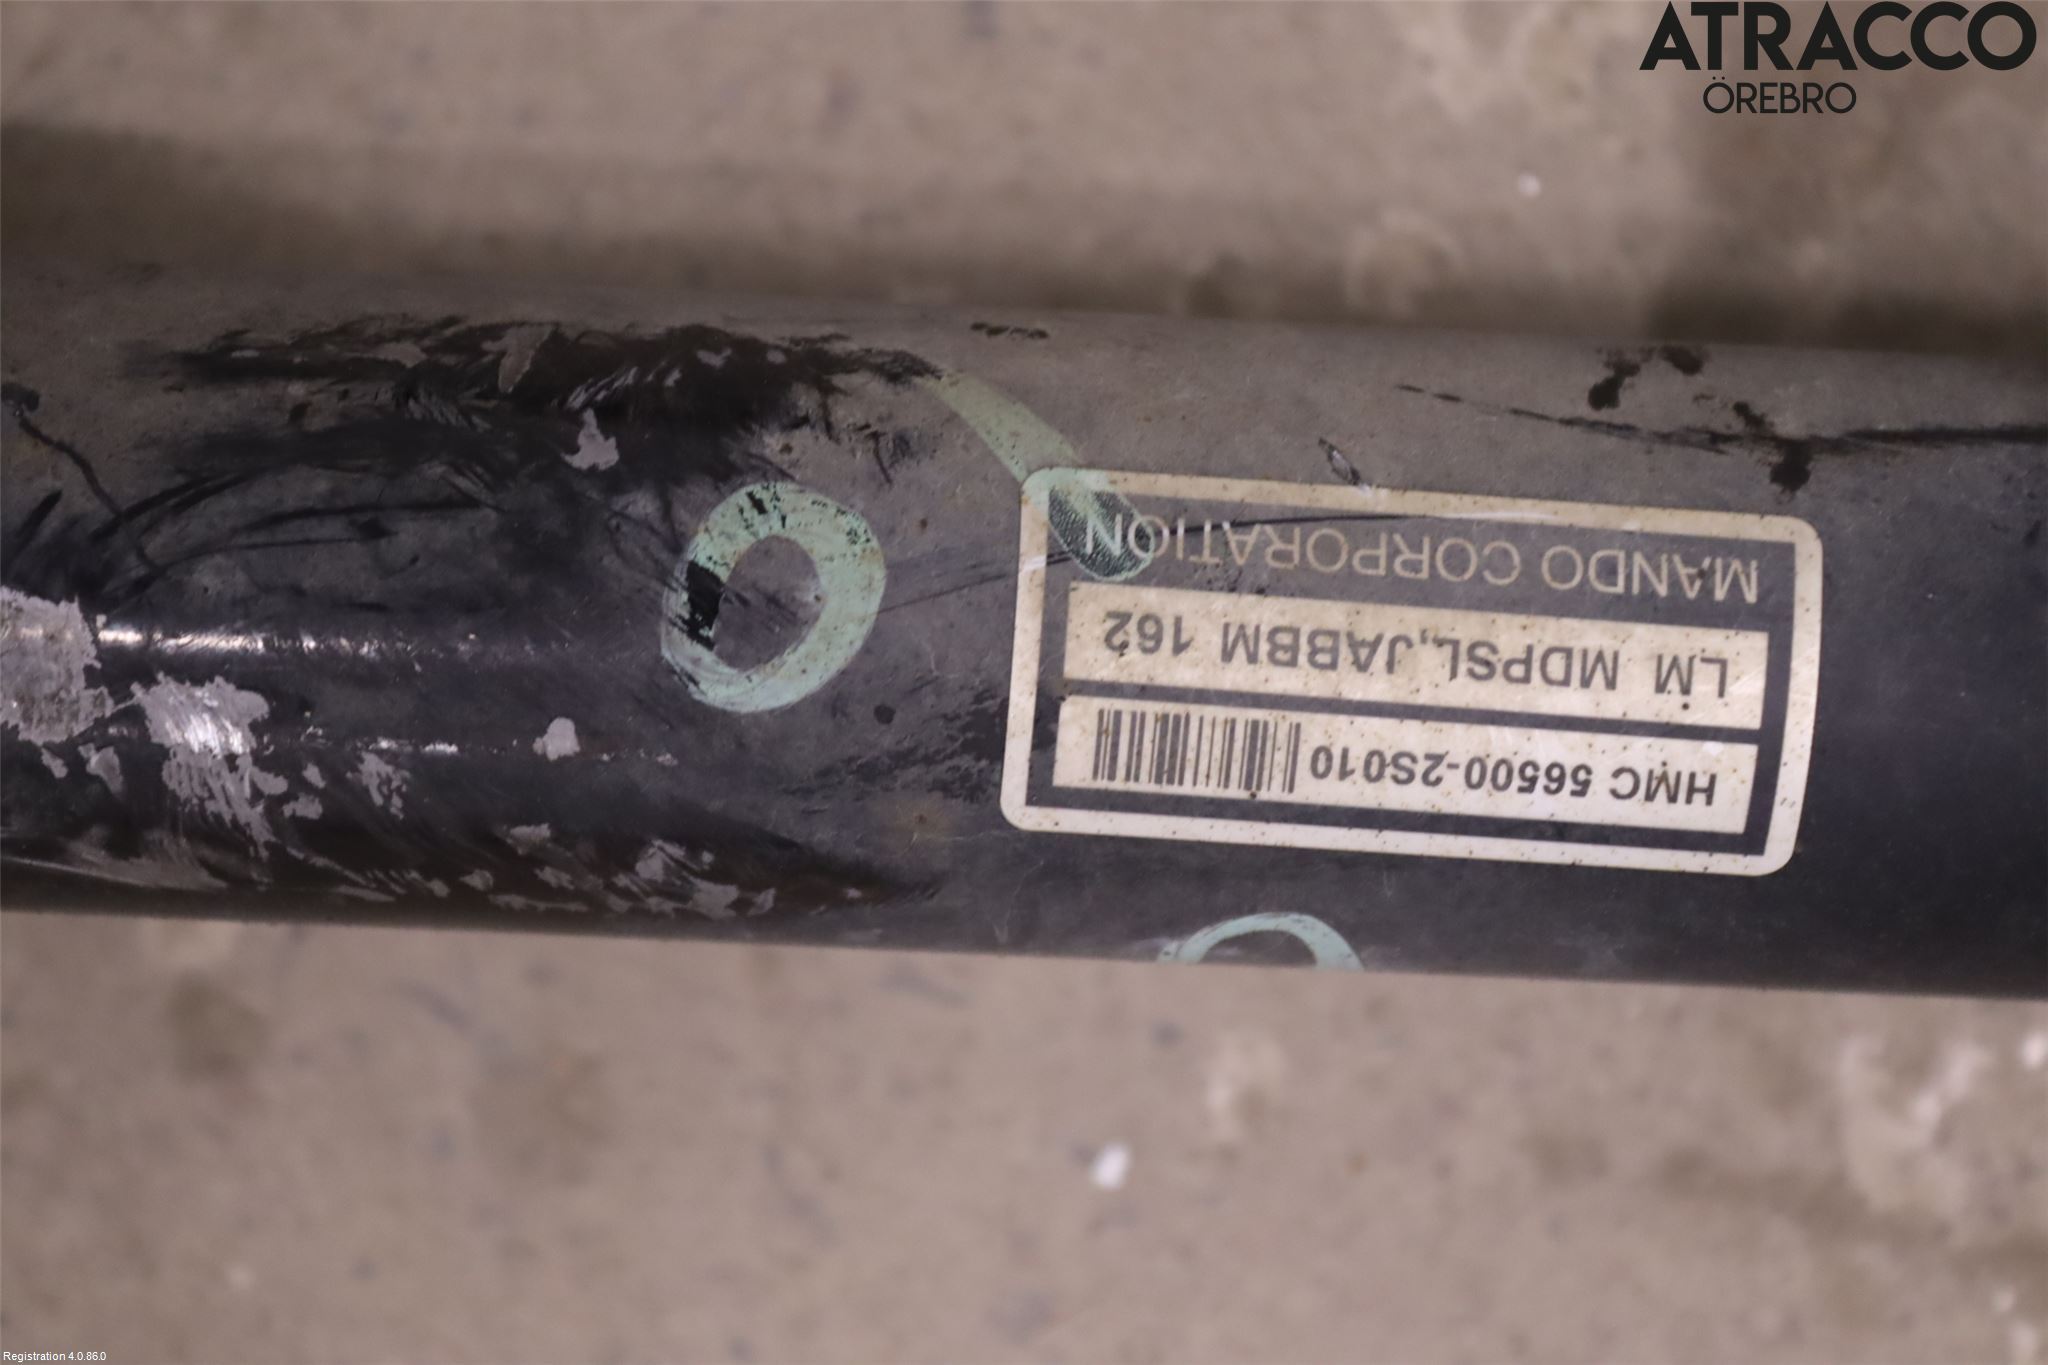 ATRACCO
ÖREBRO
MANDO CORPORATION
LM MDPSL,JABBM 162
HMC 56500-2S010
Registration 4.0.86.0